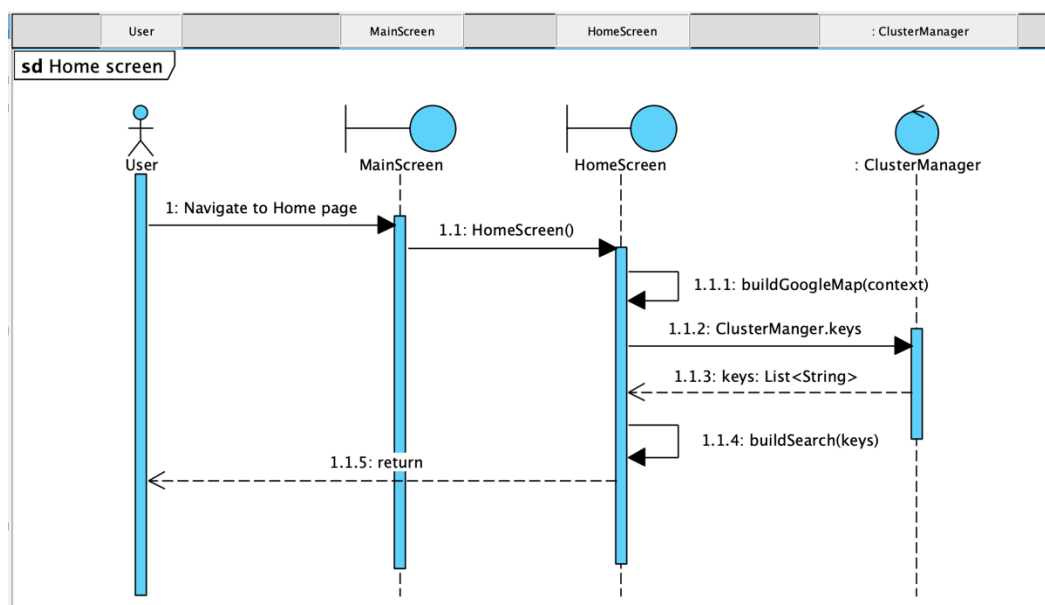 User
MainScreen
HomeScreen
: ClusterManager
sd Home screen
User
MainScreen
HomeScreen
: ClusterManager
1: Navigate to Home page
1.1: HomeScreen()
1.1.1: buildGoogleMap(context)
1.1.2: ClusterManger.keys
1.1.3: keys: List<String>
1.1.4: buildSearch(keys)
1.1.5: return